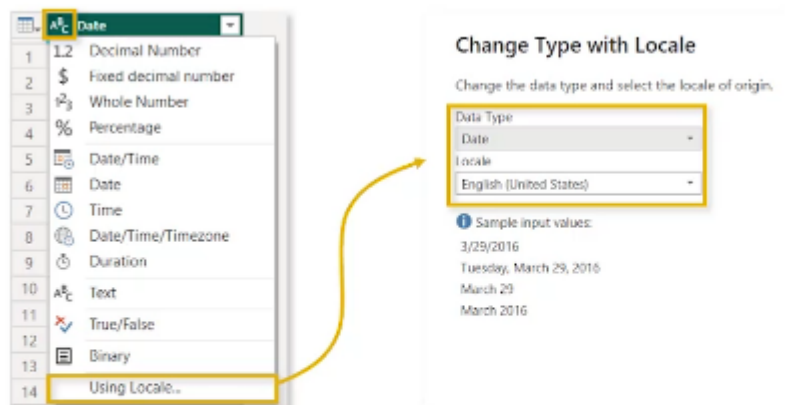 ABC Date
1 1.2 Decimal Number
2 $ Fixed decimal number
3 123 Whole Number
4 % Percentage
5 Date/Time
6 Date
7 Time
8 Date/Time/Timezone
9 Duration
10 ABC Text
11 True/False
12
13 Binary
14 Using Locale...
Change Type with Locale
Change the data type and select the locale of origin.
Data Type
Date
Locale
English (United States)
Sample input values:
3/29/2016
Tuesday, March 29, 2016
March 29
March 2016